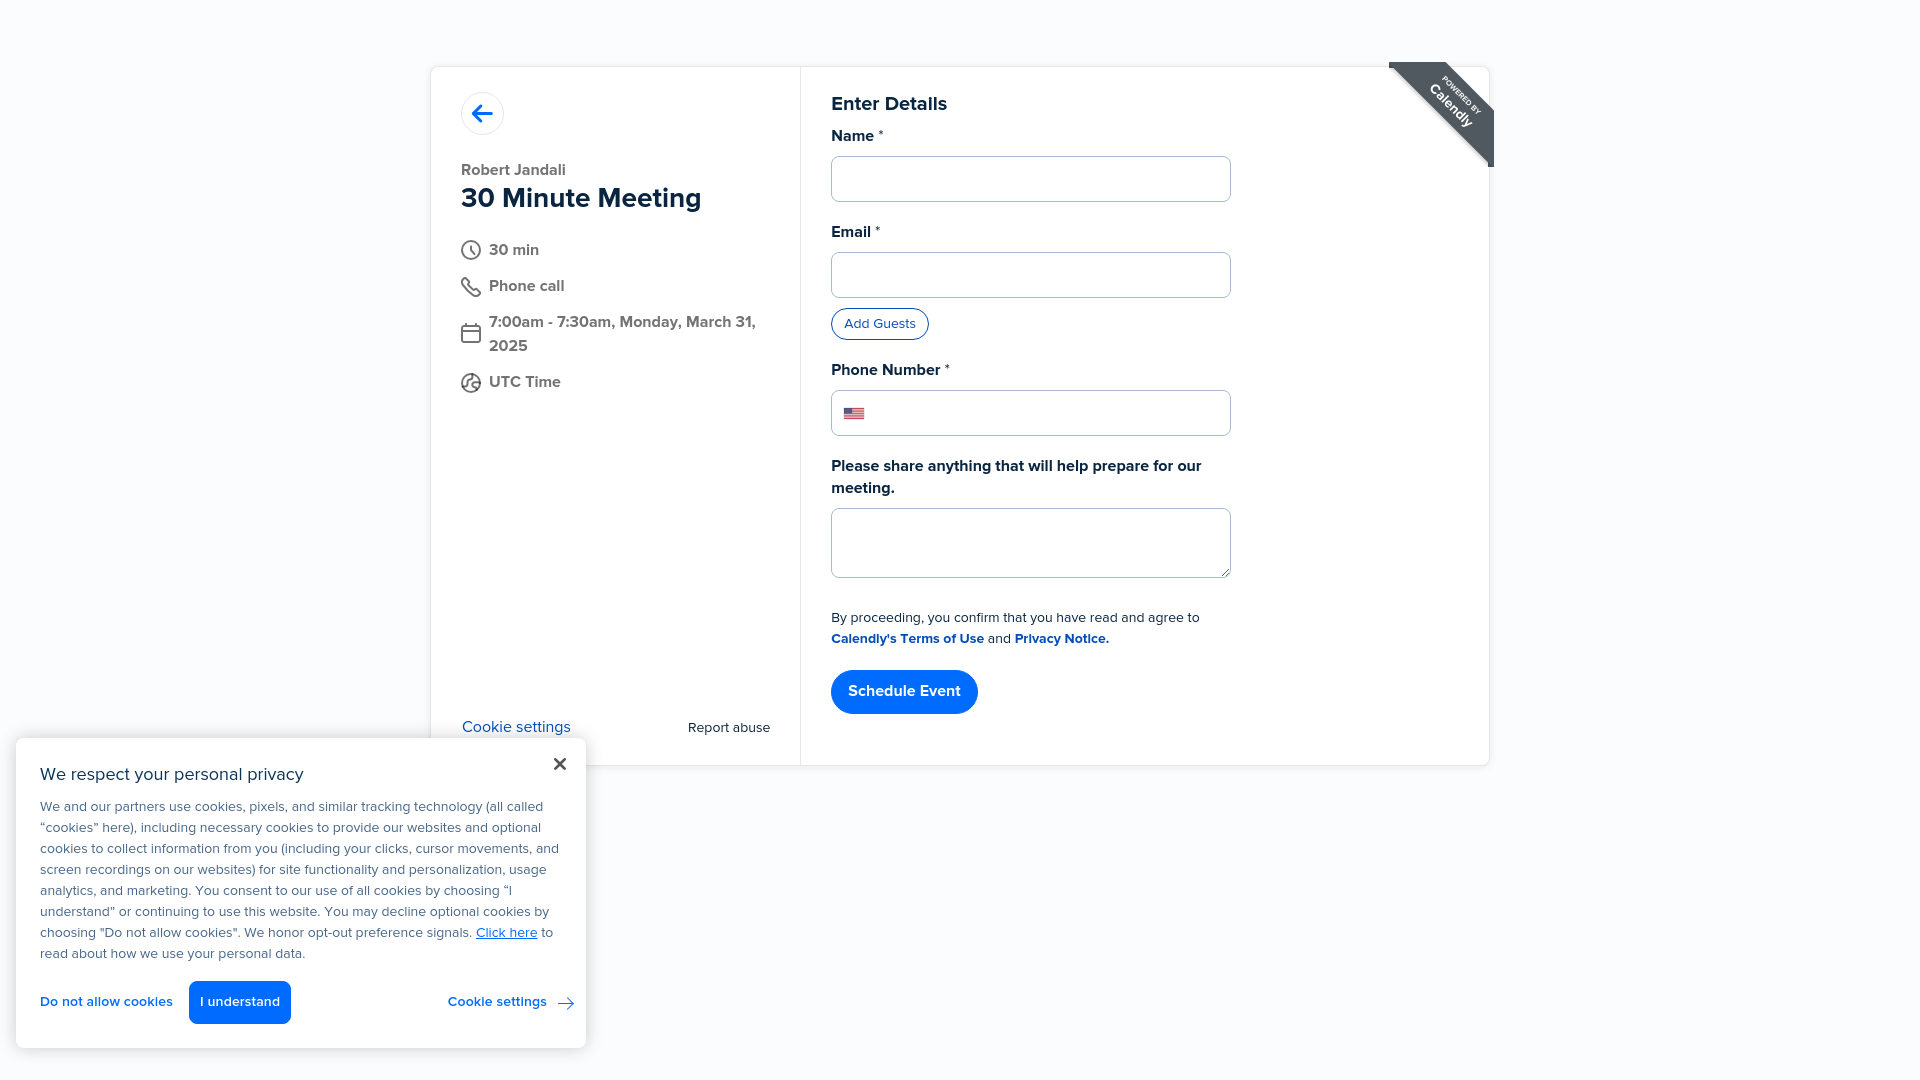 Robert Jandali
30 Minute Meeting
30 min
Phone call
7:00am - 7:30am, Monday, March 31,
2025
UTC Time
Cookie settings
Report abuse
Enter Details
Name *
Email *
Add Guests
Phone Number *
Please share anything that will help prepare for our
meeting.
By proceeding, you confirm that you have read and agree to
Calendly's Terms of Use and Privacy Notice.
Schedule Event
POWERED BY
Calendly
We respect your personal privacy
We and our partners use cookies, pixels, and similar tracking technology (all called
“cookies” here), including necessary cookies to provide our websites and optional
cookies to collect information from you (including your clicks, cursor movements, and
screen recordings on our websites) for site functionality and personalization, usage
analytics, and marketing. You consent to our use of all cookies by choosing “I
understand” or continuing to use this website. You may decline optional cookies by
choosing "Do not allow cookies". We honor opt-out preference signals. Click here to
read about how we use your personal data.
Do not allow cookies
I understand
Cookie settings